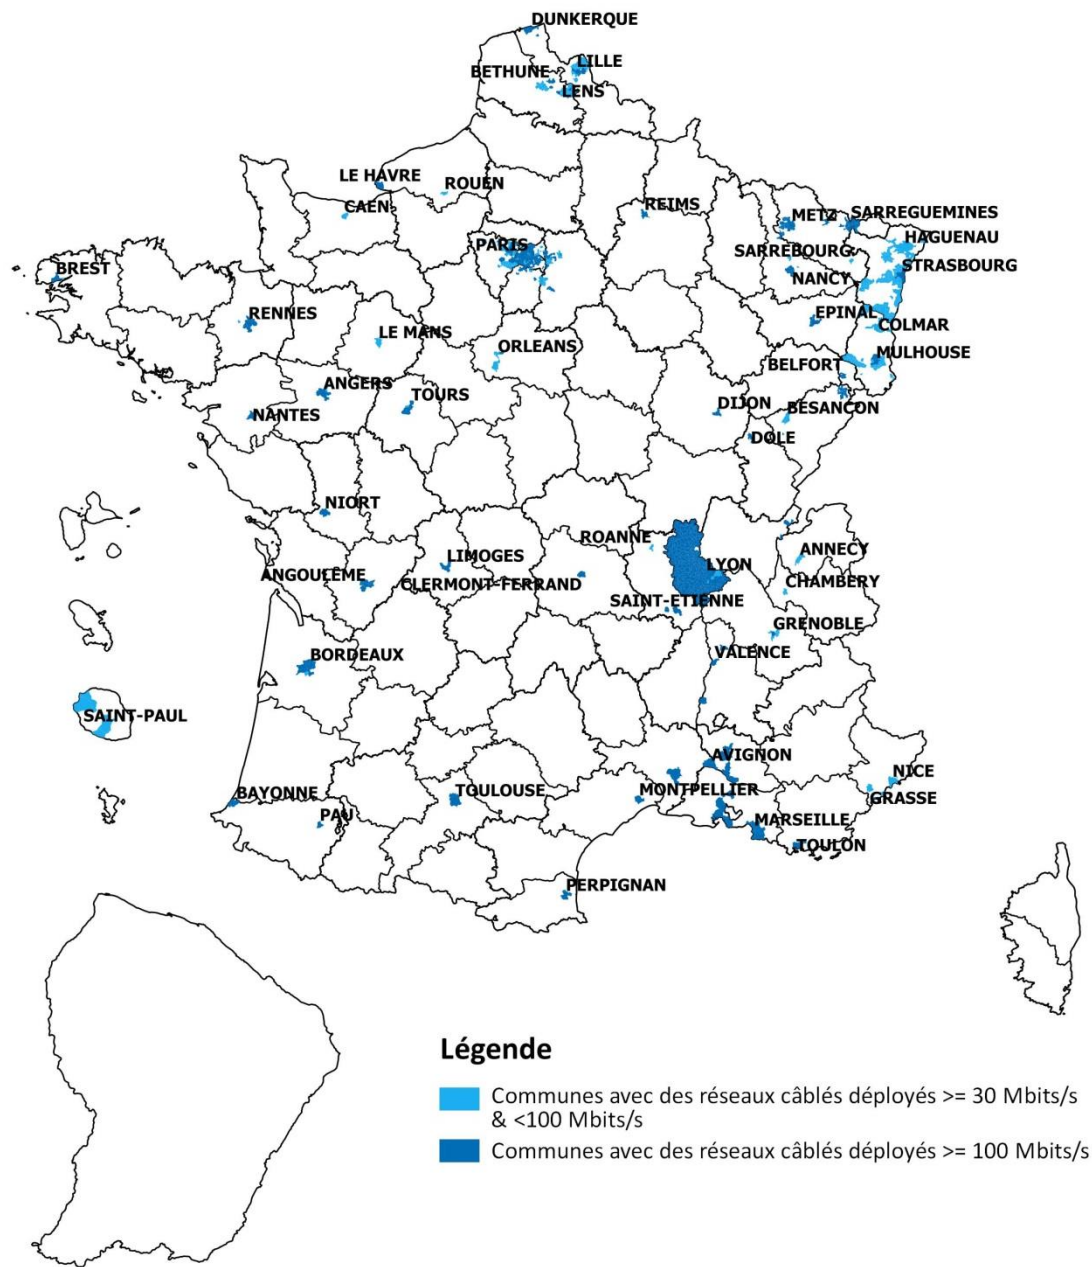 DUNKERQUE
LILLE
BETHUNE
LENS
LE HAVRE
ROUEN
CAEN
REIMS
METZ
SARREGUEMINES
HAGUENAU
PARIS
SARREBOURG
STRASBOURG
NANCY
BREST
RENNES
EPINAL
LE MANS
ORLEANS
COLMAR
BELFORT
MULHOUSE
ANGERS
TOURS
DIJON
BESANCON
NANTES
DOLE
NIORT
ROANNE
LIMOGES
ANNECY
LYON
ANGOULEME
CLERMONT-FERRAND
CHAMBERY
SAINT-ETIENNE
GRENOBLE
BORDEAUX
VALENCE
SAINT-PAUL
AVIGNON
NICE
BAYONNE
TOULOUSE
MONTPELLIER
GRASSE
PAU
MARSEILLE
TOULON
PERPIGNAN
Légende
Communes avec des réseaux câblés déployés >= 30 Mbits/s
& <100 Mbits/s
Communes avec des réseaux câblés déployés >= 100 Mbits/s